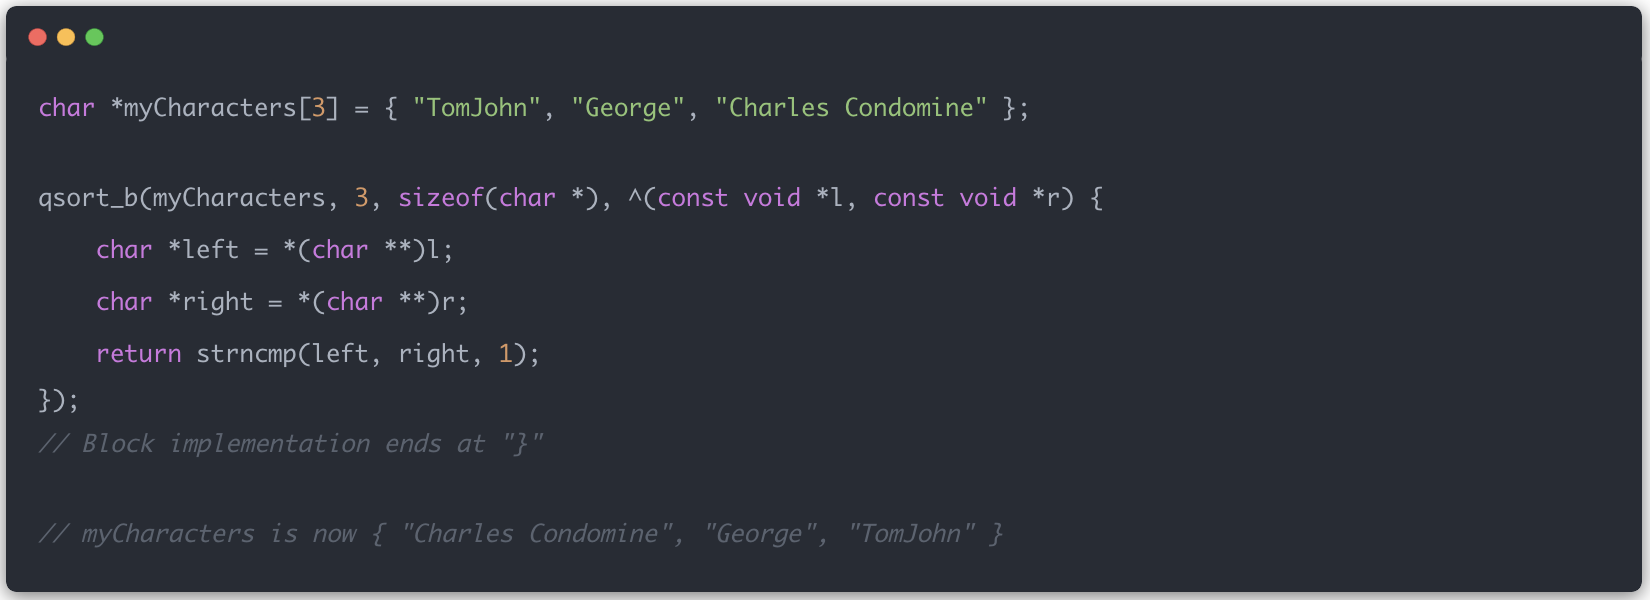 char *myCharacters[3] = { "TomJohn", "George", "Charles Condomine" };
qsort_b(myCharacters, 3, sizeof(char *), ^(const void *l, const void *r) {
    char *left = *(char **)l;
    char *right = *(char **)r;
    return strncmp(left, right, 1);
});
// Block implementation ends at "}"
// myCharacters is now { "Charles Condomine", "George", "TomJohn" }